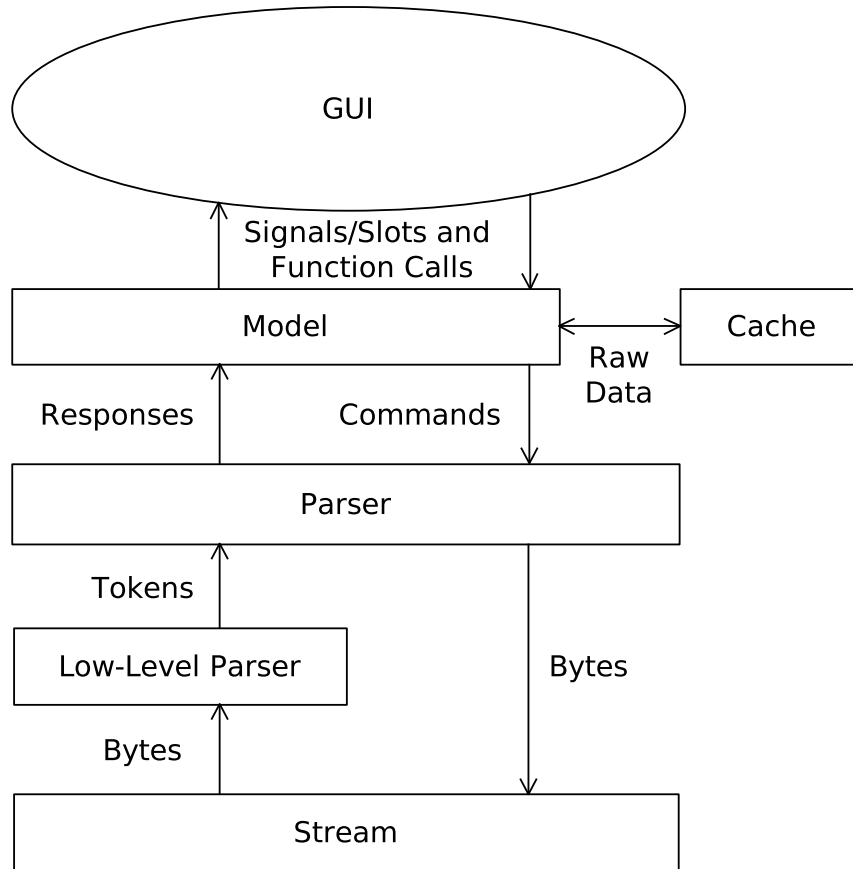 GUI
Signals/Slots and
Function Calls
Model
Cache
Raw
Data
Responses
Commands
Parser
Tokens
Low-Level Parser
Bytes
Bytes
Stream